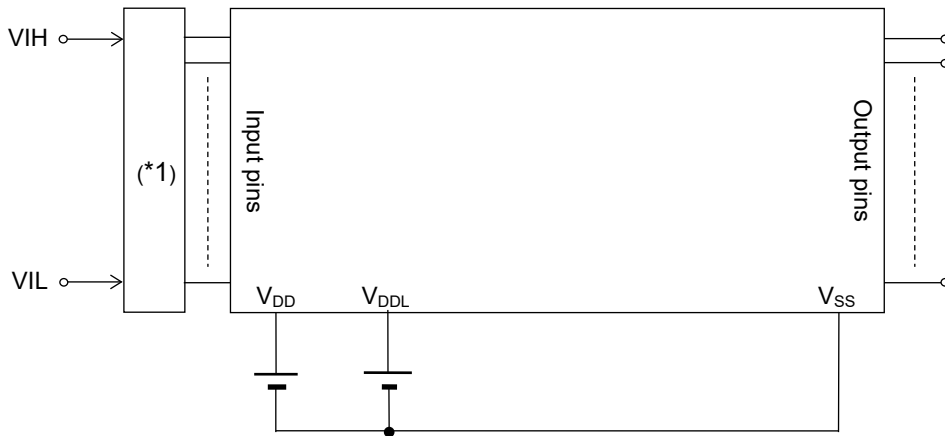 VIH
(*1)
Input pins
Output pins
VIL
VDD
VDDL
VSS